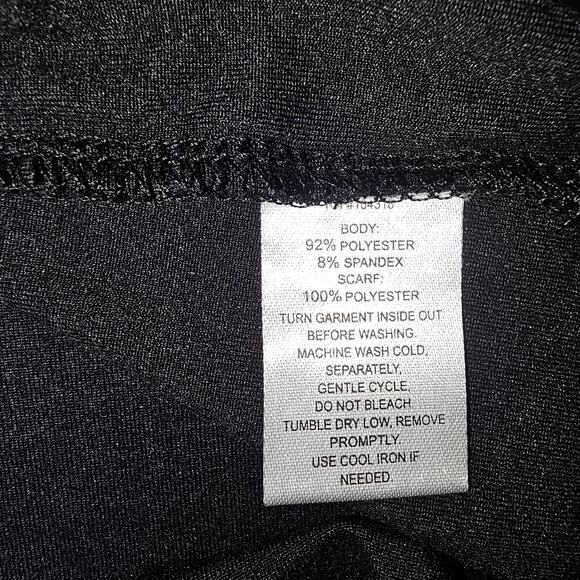 BODY:
92% POLYESTER
8% SPANDEX
SCARF:
100% POLYESTER
TURN GARMENT INSIDE OUT
BEFORE WASHING.
MACHINE WASH COLD,
SEPARATELY,
GENTLE CYCLE,
DO NOT BLEACH
TUMBLE DRY LOW, REMOVE
PROMPTLY.
USE COOL IRON IF
NEEDED.